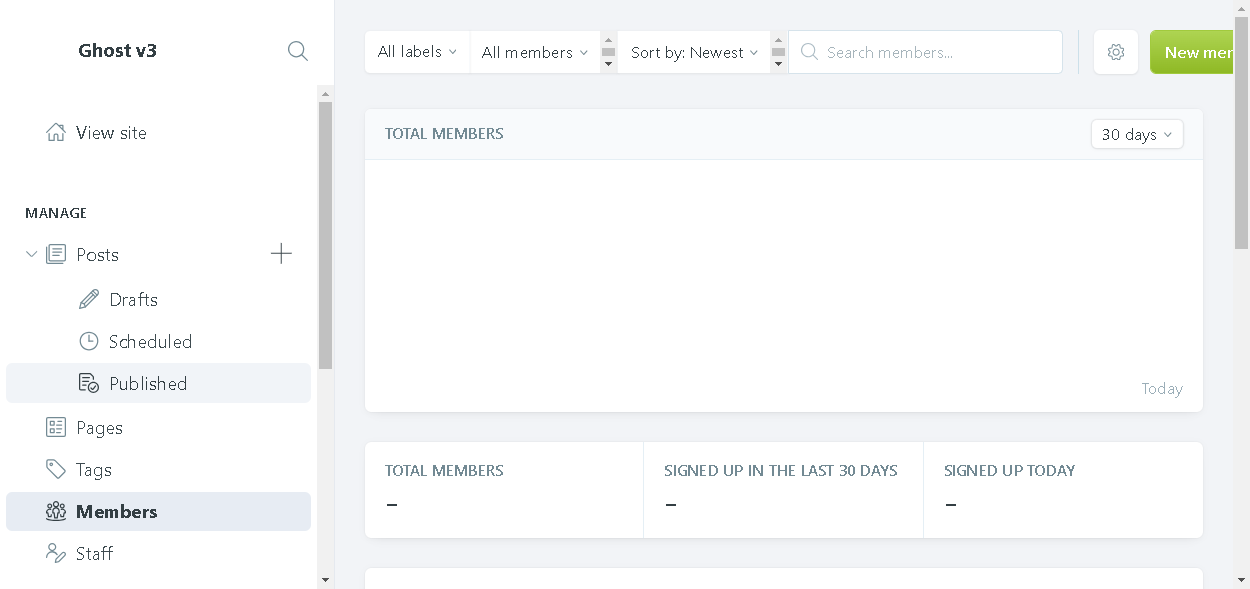 Ghost v3
View site
MANAGE
Posts
Drafts
Scheduled
Published
Pages
Tags
Members
Staff
All labels
All members
Sort by: Newest
Search members...
TOTAL MEMBERS
30 days
Today
TOTAL MEMBERS
–
SIGNED UP IN THE LAST 30 DAYS
–
SIGNED UP TODAY
–
New mer